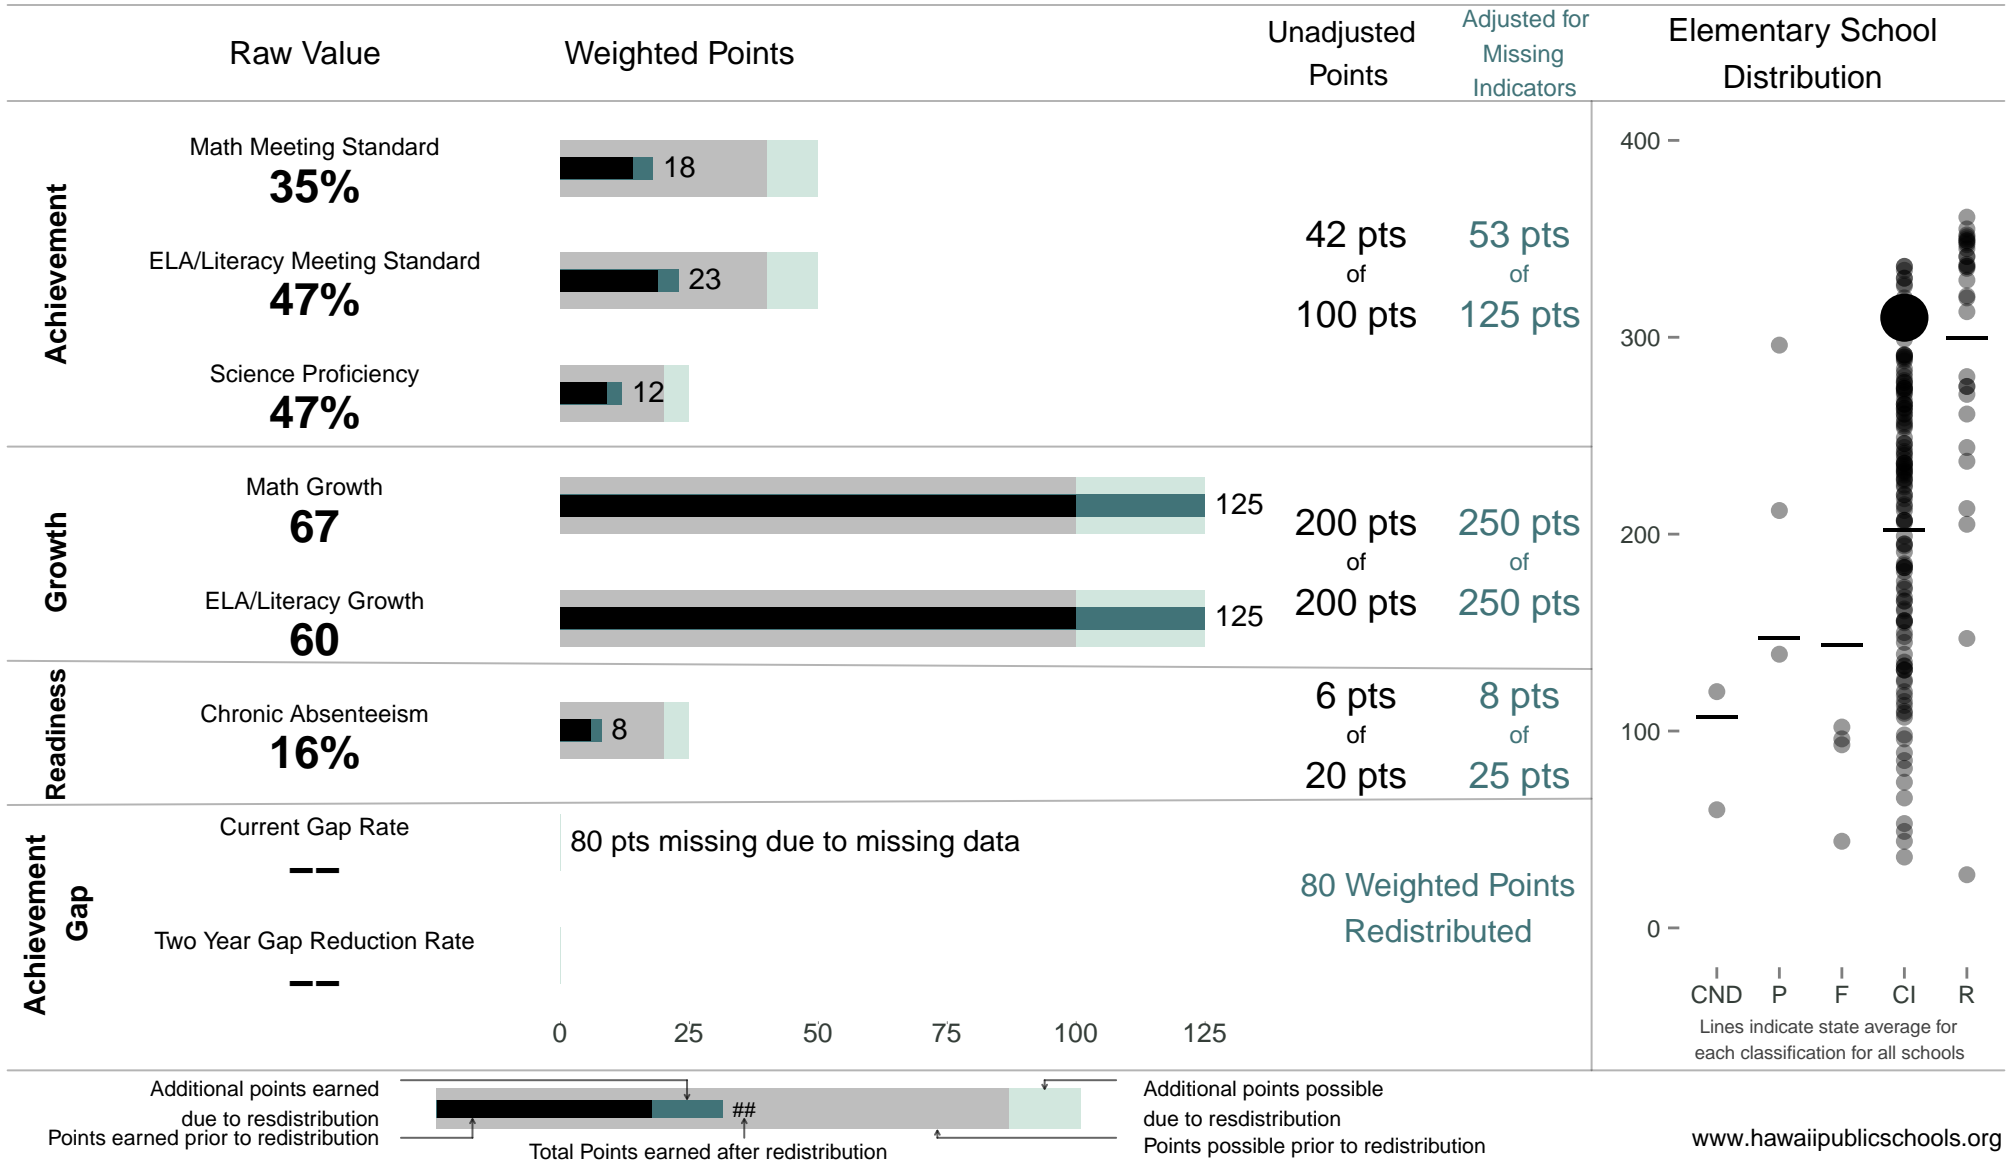 Raw Value
Weighted Points
Unadjusted
Points
Adjusted for
Missing
Indicators
Elementary School
Distribution
Achievement
Math Meeting Standard
35%
18
ELA/Literacy Meeting Standard
47%
23
Science Proficiency
47%
12
42 pts
of
100 pts
53 pts
of
125 pts
Growth
Math Growth
67
125
ELA/Literacy Growth
60
125
200 pts
of
200 pts
250 pts
of
250 pts
Readiness
Chronic Absenteeism
16%
8
6 pts
of
20 pts
8 pts
of
25 pts
Achievement
Gap
Current Gap Rate
--
80 pts missing due to missing data
Two Year Gap Reduction Rate
--
80 Weighted Points
Redistributed
0 25 50 75 100 125
400
300
200
100
0
CND P F CI R
Lines indicate state average for
each classification for all schools
Additional points earned
due to resdistribution
Points earned prior to redistribution
##
Total Points earned after redistribution
Additional points possible
due to resdistribution
Points possible prior to redistribution
www.hawaiipublicschools.org